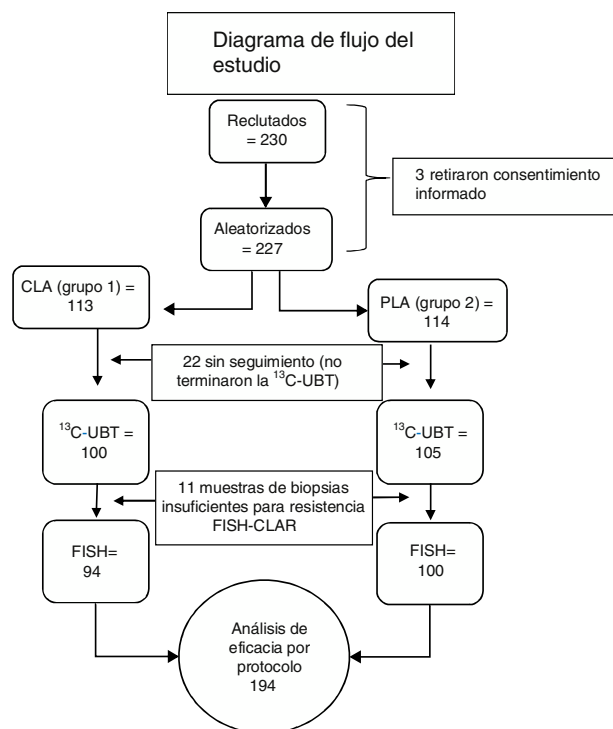 Diagrama de flujo del
estudio
Reclutados
= 230
3 retiraron consentimiento
informado
Aleatorizados
= 227
CLA (grupo 1) =
113
PLA (grupo 2) =
114
22 sin seguimiento (no
terminaron la ¹³C-UBT)
¹³C-UBT =
100
¹³C-UBT =
105
11 muestras de biopsias
insuficientes para resistencia
FISH-CLAR
FISH=
94
FISH=
100
Análisis de
eficacia por
protocolo
194